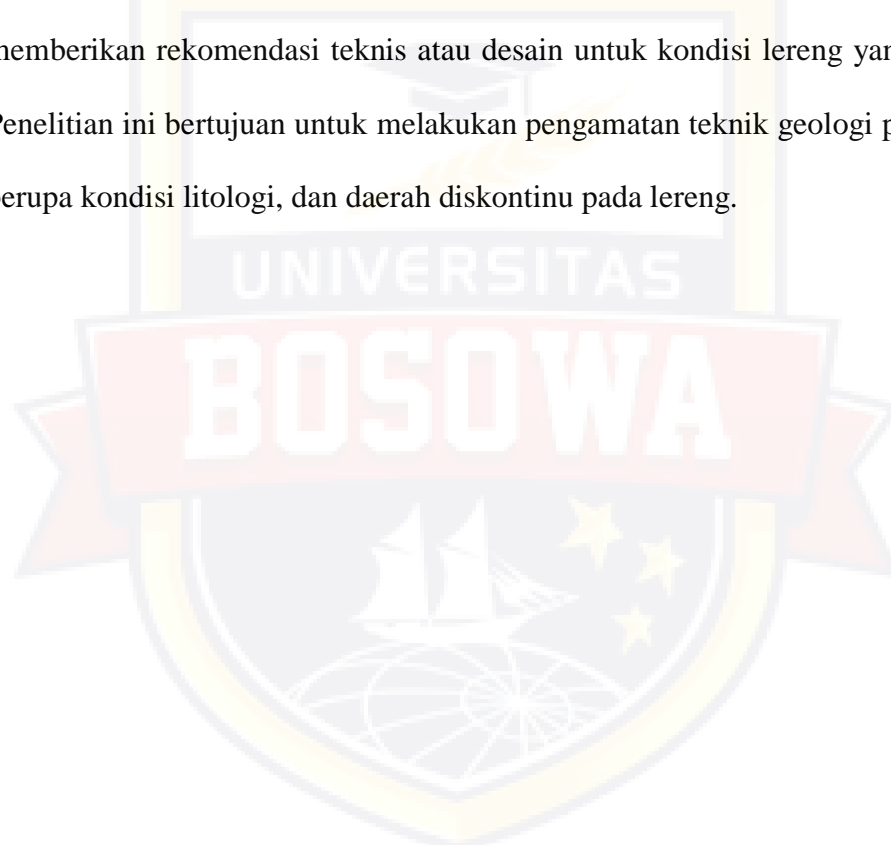 memberikan rekomendasi teknis atau desain untuk kondisi lereng
Penelitian ini bertujuan untuk melakukan pengamatan teknik geologi
berupa kondisi litologi, dan daerah diskontinu pada lereng.
UNIVERSITAS
BOSOWA